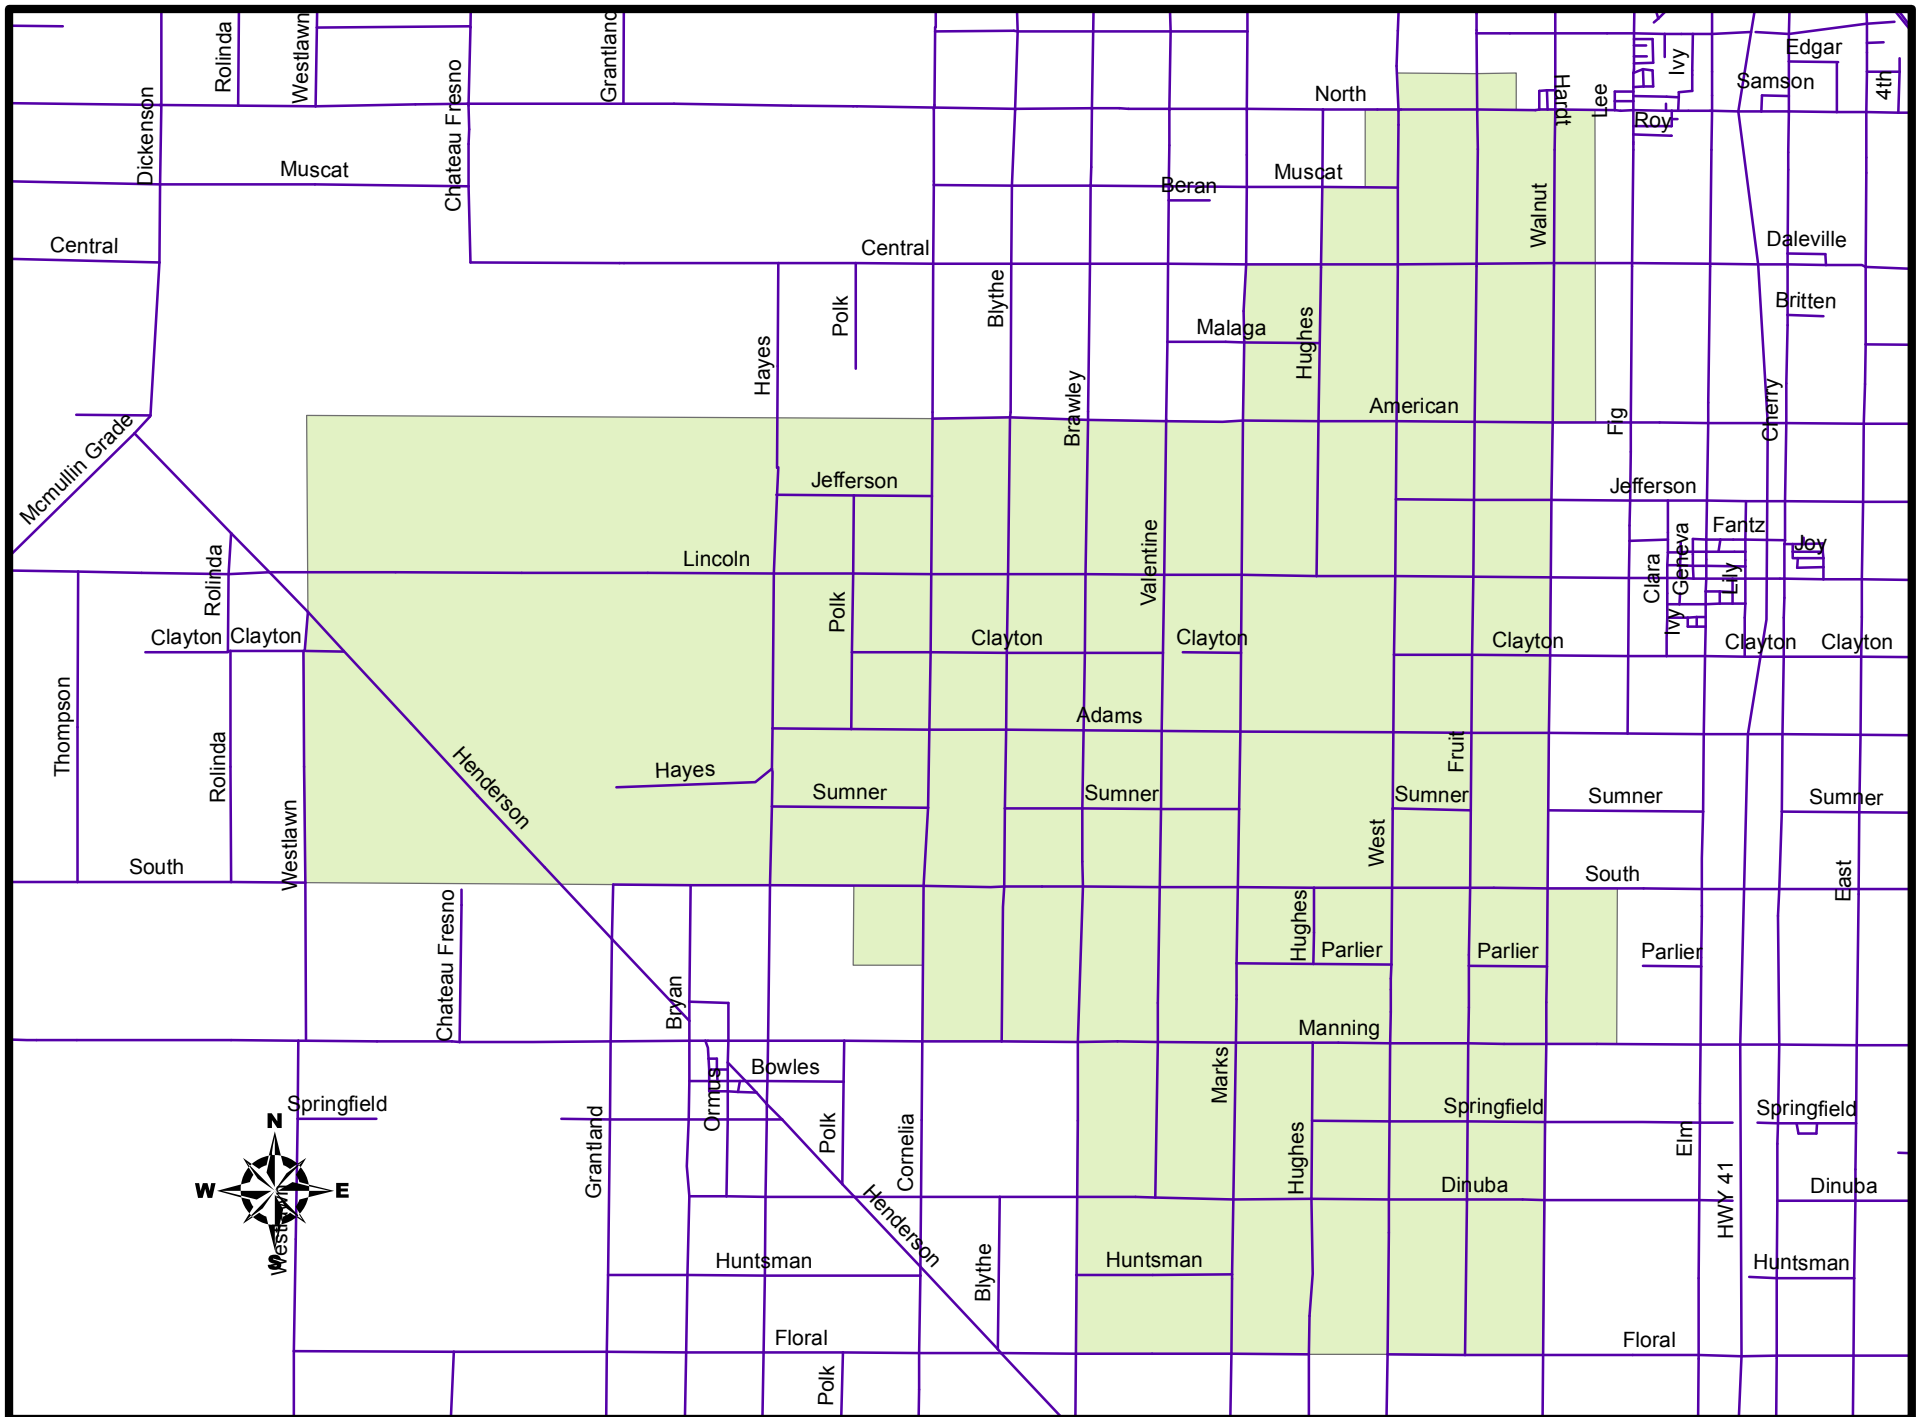 Rolinda
Westlawn
Grantland
Edgar
Ivy
Samson
4th
Dickenson
Chateau Fresno
North
Hardt
Lee
Roy
Muscat
Muscat
Beran
Walnut
Central
Central
Daleville
Blythe
Polk
Britten
Malaga
Hughes
Hayes
Brawley
American
Fig
Cherry
Mcmullin Grade
Jefferson
Jefferson
Fantz
Joy
Valentine
Geneva
Clara
Lily
Lincoln
Rolinda
Polk
Ivy
Clayton
Clayton
Clayton
Clayton
Clayton
Clayton
Clayton
Thompson
Rolinda
Adams
Fruit
Henderson
Hayes
Sumner
Sumner
Sumner
Sumner
Sumner
Westlawn
West
South
South
East
Chateau Fresno
Hughes
Parlier
Parlier
Parlier
Bryan
Manning
Marks
Bowles
Ormus
Springfield
Springfield
Springfield
Grantland
Polk
Cornelia
Elm
Hughes
HWY 41
N
W
E
S
Westlawn
Dinuba
Dinuba
Henderson
Huntsman
Huntsman
Huntsman
Blythe
Floral
Floral
Polk